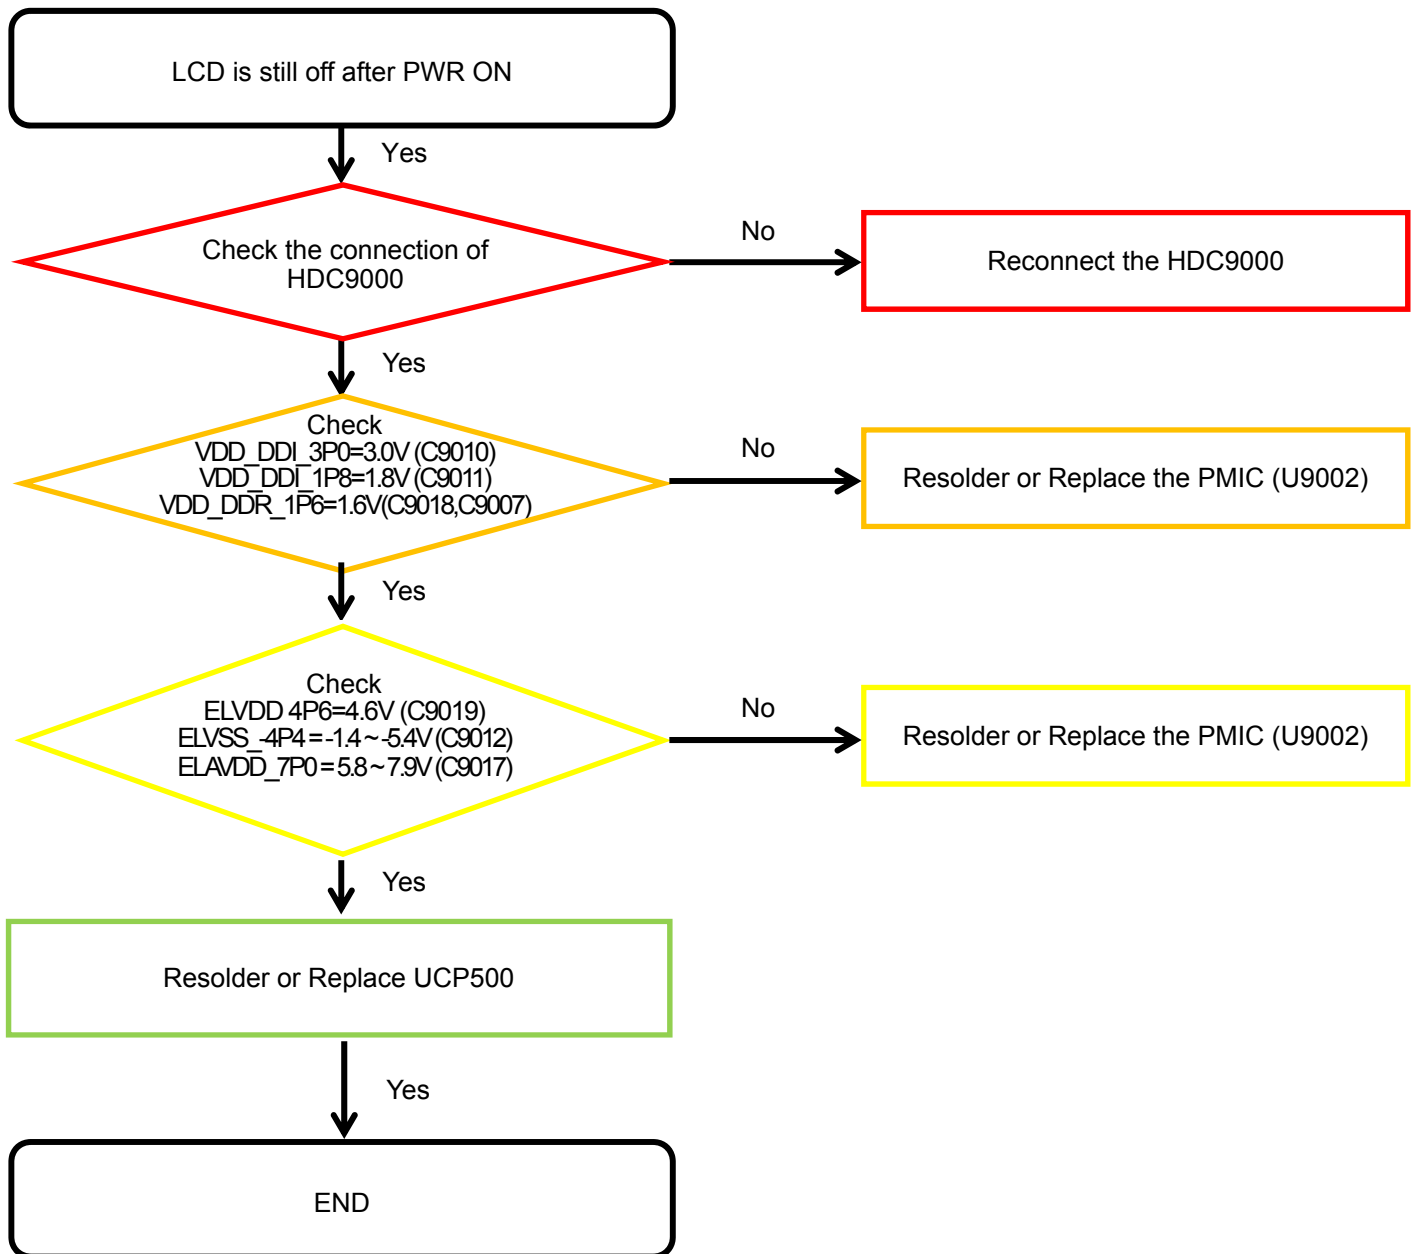 LCD is still off after PWR ON
Yes
Check the connection of
HDC9000
No
Reconnect the HDC9000
Yes
Check
VDD_DDI_3P0=3.0V (C9010)
VDD_DDI_1P8=1.8V (C9011)
VDD_DDR_1P6=1.6V(C9018,C9007)
No
Resolder or Replace the PMIC (U9002)
Yes
Check
ELVDD 4P6=4.6V (C9019)
ELVSS_-4P4 = -1.4 ~ -5.4V (C9012)
ELAVDD_7P0 = 5.8 ~ 7.9V (C9017)
No
Resolder or Replace the PMIC (U9002)
Yes
Resolder or Replace UCP500
Yes
END